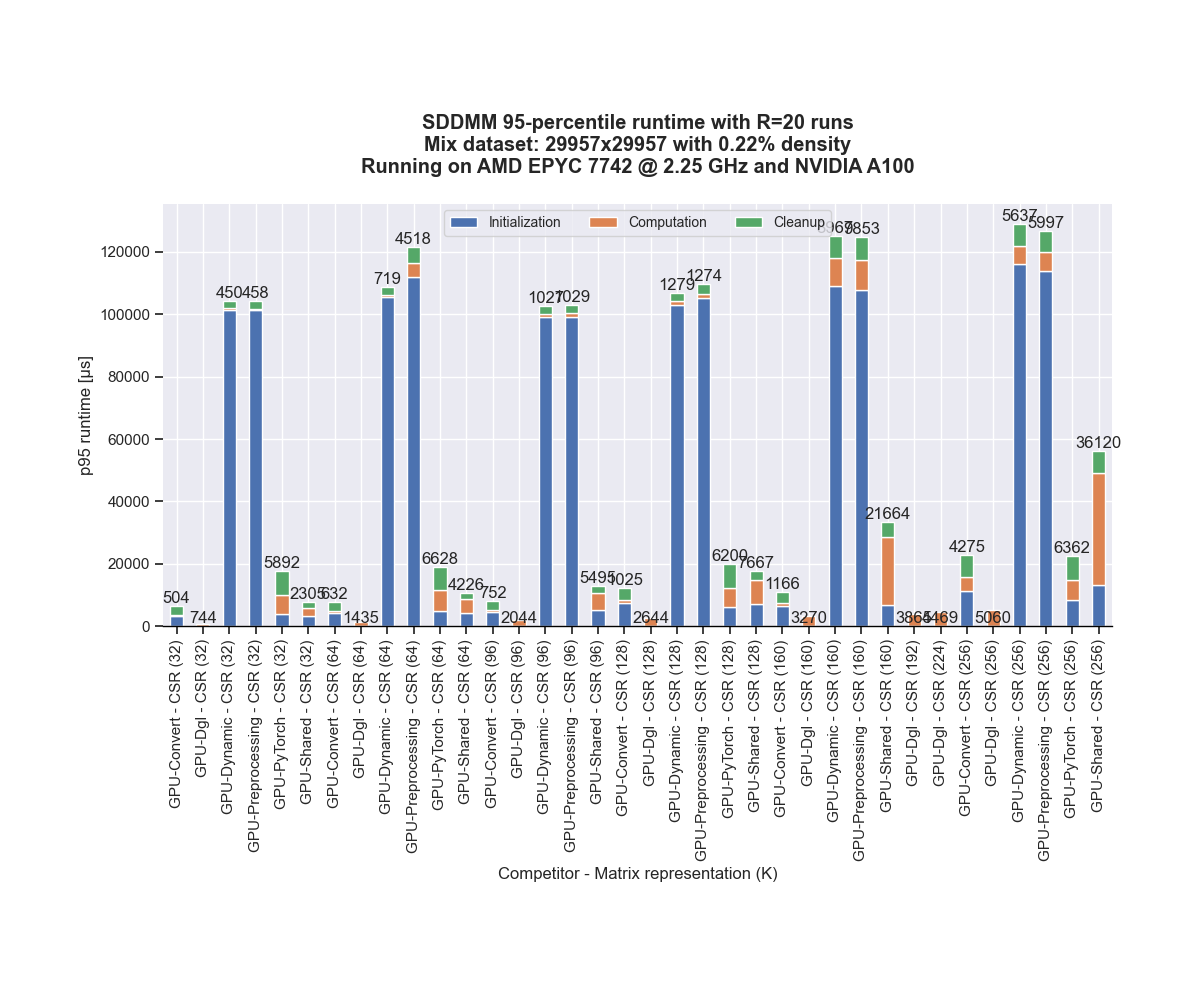 SDDMM 95-percentile runtime with R=20 runs
Mix dataset: 29957x29957 with 0.22% density
Running on AMD EPYC 7742 @ 2.25 GHz and NVIDIA A100
Initialization
Computation
Cleanup
p95 runtime [µs]
120000
100000
80000
60000
40000
20000
0
504
744
450
458
5892
2305
632
1435
719
4518
6628
4226
752
2044
1027
1029
5495
1025
2644
1279
1274
6200
7667
1166
3270
9853
21664
3865
4469
4275
5060
5637
5997
6362
36120
GPU-Convert - CSR (32)
GPU-Dgl - CSR (32)
GPU-Dynamic - CSR (32)
GPU-Preprocessing - CSR (32)
GPU-PyTorch - CSR (32)
GPU-Shared - CSR (32)
GPU-Convert - CSR (64)
GPU-Dgl - CSR (64)
GPU-Dynamic - CSR (64)
GPU-Preprocessing - CSR (64)
GPU-PyTorch - CSR (64)
GPU-Shared - CSR (64)
GPU-Convert - CSR (96)
GPU-Dgl - CSR (96)
GPU-Dynamic - CSR (96)
GPU-Preprocessing - CSR (96)
GPU-Shared - CSR (96)
GPU-Convert - CSR (128)
GPU-Dgl - CSR (128)
GPU-Dynamic - CSR (128)
GPU-Preprocessing - CSR (128)
GPU-PyTorch - CSR (128)
GPU-Shared - CSR (128)
GPU-Convert - CSR (160)
GPU-Dgl - CSR (160)
GPU-Dynamic - CSR (160)
GPU-Preprocessing - CSR (160)
GPU-Shared - CSR (160)
GPU-Dgl - CSR (192)
GPU-Dgl - CSR (224)
GPU-Convert - CSR (256)
GPU-Dgl - CSR (256)
GPU-Dynamic - CSR (256)
GPU-Preprocessing - CSR (256)
GPU-PyTorch - CSR (256)
GPU-Shared - CSR (256)
Competitor - Matrix representation (K)